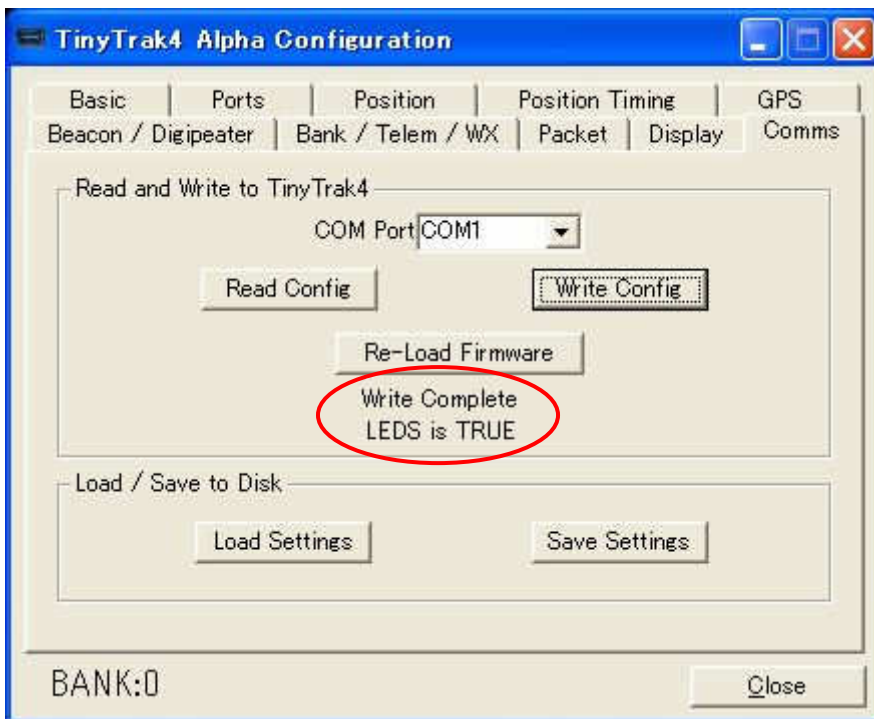 TinyTrak4 Alpha Configuration
Basic Ports Position Position Timing GPS
Beacon / Digipeater Bank / Telem / WX Packet Display Comms
Read and Write to TinyTrak4
COM Port COM1
Read Config Write Config
Re-Load Firmware
Write Complete
LEDS is TRUE
Load / Save to Disk
Load Settings Save Settings
BANK:0 Close